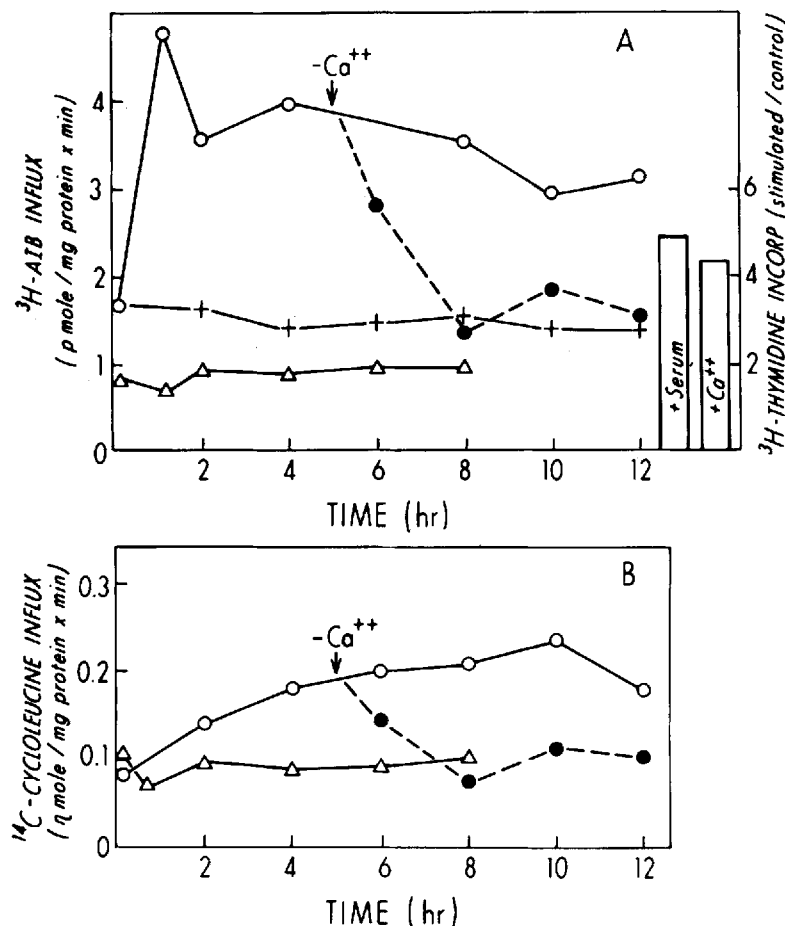 A
-Ca++
³H-AIB INFLUX
(p mole / mg protein x min)
4
3
2
1
0
2 4 6 8 10 12
TIME (hr)
+ Serum
+ Ca++
6
4
2
³H-THYMIDINE INCORP (stimulated / control)
B
-Ca++
¹⁴C-CYCLOLEUCINE INFLUX
(η mole / mg protein x min)
0.3
0.2
0.1
0
2 4 6 8 10 12
TIME (hr)